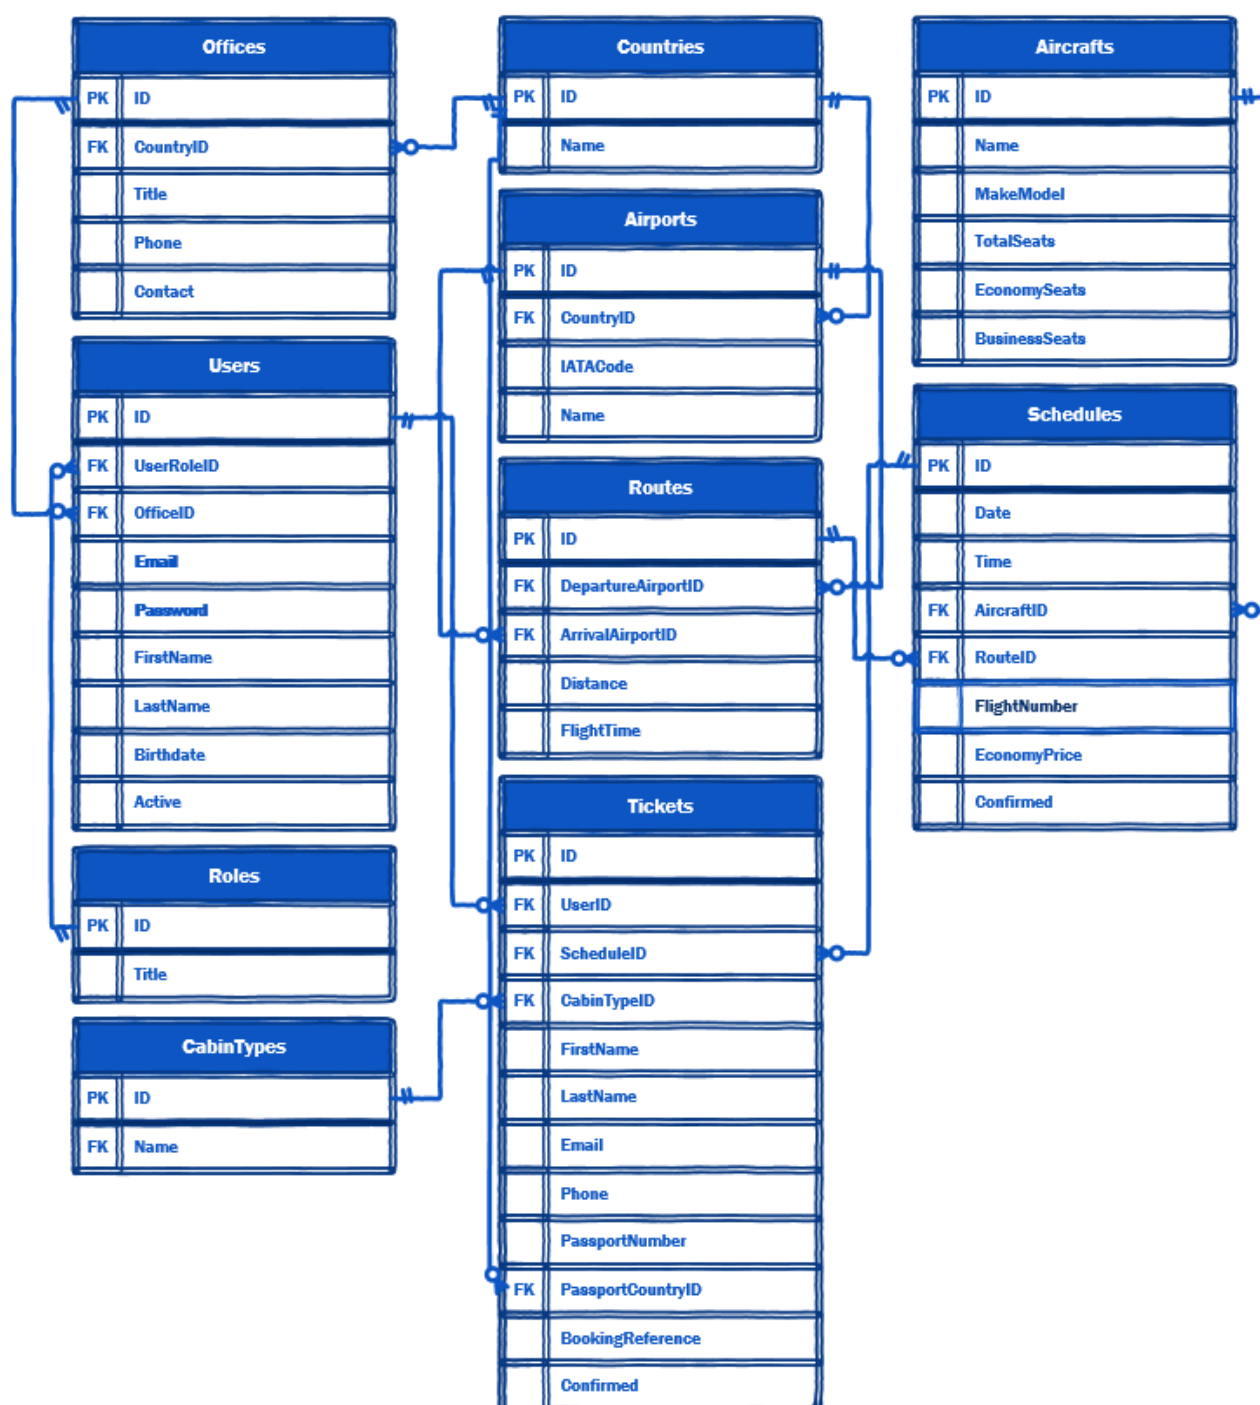 Offices
PK ID
FK CountryID
Title
Phone
Contact
Users
PK ID
FK UserRoleID
FK OfficeID
Email
Password
FirstName
LastName
Birthdate
Active
Roles
PK ID
Title
CabinTypes
PK ID
FK Name
Countries
PK ID
Name
Airports
PK ID
FK CountryID
IATACode
Name
Routes
PK ID
FK DepartureAirportID
FK ArrivalAirportID
Distance
FlightTime
Tickets
PK ID
FK UserID
FK ScheduleID
FK CabinTypeID
FirstName
LastName
Email
Phone
PassportNumber
FK PassportCountryID
BookingReference
Confirmed
Aircrafts
PK ID
Name
MakeModel
TotalSeats
EconomySeats
BusinessSeats
Schedules
PK ID
Date
Time
FK AircraftID
FK RouteID
FlightNumber
EconomyPrice
Confirmed